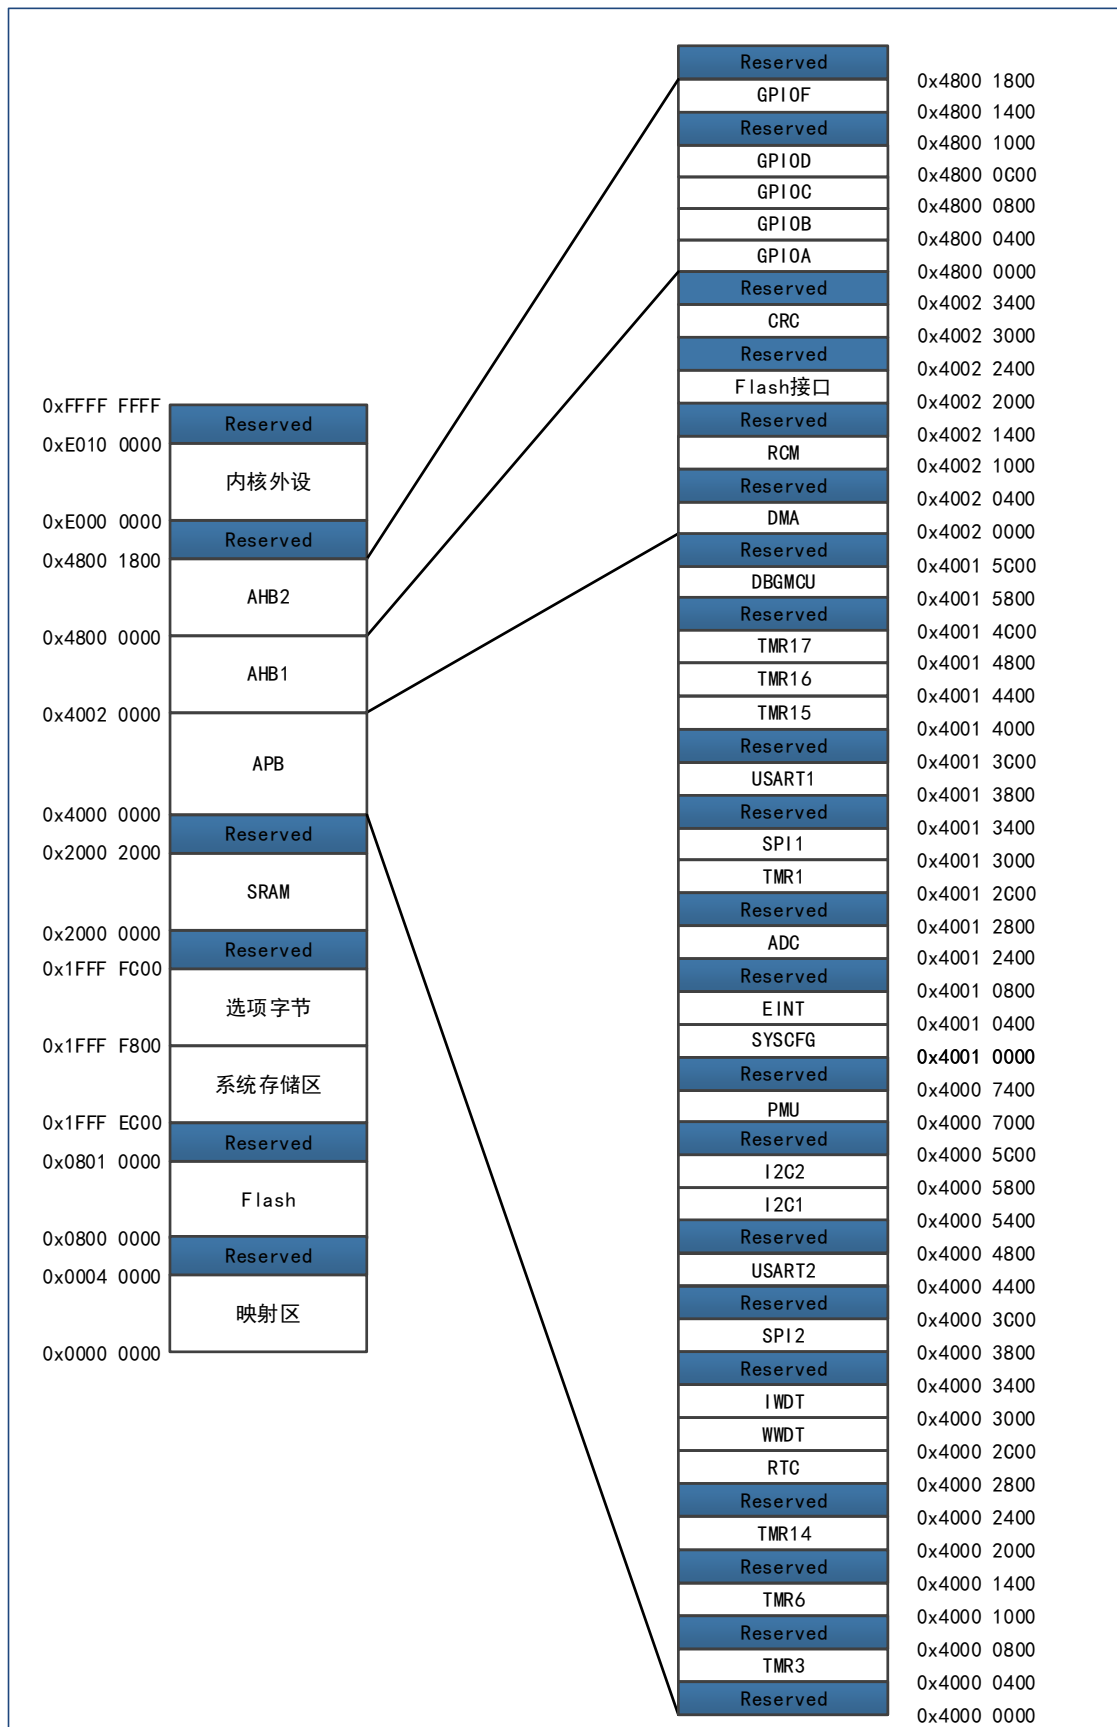 0xFFFF FFFF
Reserved
0xE010 0000
内核外设
0xE000 0000
Reserved
0x4800 1800
AHB2
0x4800 0000
AHB1
0x4002 0000
APB
0x4000 0000
Reserved
0x2000 2000
SRAM
0x2000 0000
Reserved
0x1FFF FC00
选项字节
0x1FFF F800
系统存储区
0x1FFF EC00
Reserved
0x0801 0000
Flash
0x0800 0000
Reserved
0x0004 0000
映射区
0x0000 0000
Reserved
0x4800 1800
GPIOF
0x4800 1400
Reserved
0x4800 1000
GPIOD
0x4800 0C00
GPIOC
0x4800 0800
GPIOB
0x4800 0400
GPIOA
0x4800 0000
Reserved
0x4002 3400
CRC
0x4002 3000
Reserved
0x4002 2400
Flash接口
0x4002 2000
Reserved
0x4002 1400
RCM
0x4002 1000
Reserved
0x4002 0400
DMA
0x4002 0000
Reserved
0x4001 5C00
DBGMCU
0x4001 5800
Reserved
0x4001 4C00
TMR17
0x4001 4800
TMR16
0x4001 4400
TMR15
0x4001 4000
Reserved
0x4001 3C00
USART1
0x4001 3800
Reserved
0x4001 3400
SPI1
0x4001 3000
TMR1
0x4001 2C00
Reserved
0x4001 2800
ADC
0x4001 2400
Reserved
0x4001 0800
EINT
0x4001 0400
SYSCFG
0x4001 0000
Reserved
0x4000 7400
PMU
0x4000 7000
Reserved
0x4000 5C00
I2C2
0x4000 5800
I2C1
0x4000 5400
Reserved
0x4000 4800
USART2
0x4000 4400
Reserved
0x4000 3C00
SPI2
0x4000 3800
Reserved
0x4000 3400
IWDT
0x4000 3000
WWDT
0x4000 2C00
RTC
0x4000 2800
Reserved
0x4000 2400
TMR14
0x4000 2000
Reserved
0x4000 1400
TMR6
0x4000 1000
Reserved
0x4000 0800
TMR3
0x4000 0400
Reserved
0x4000 0000